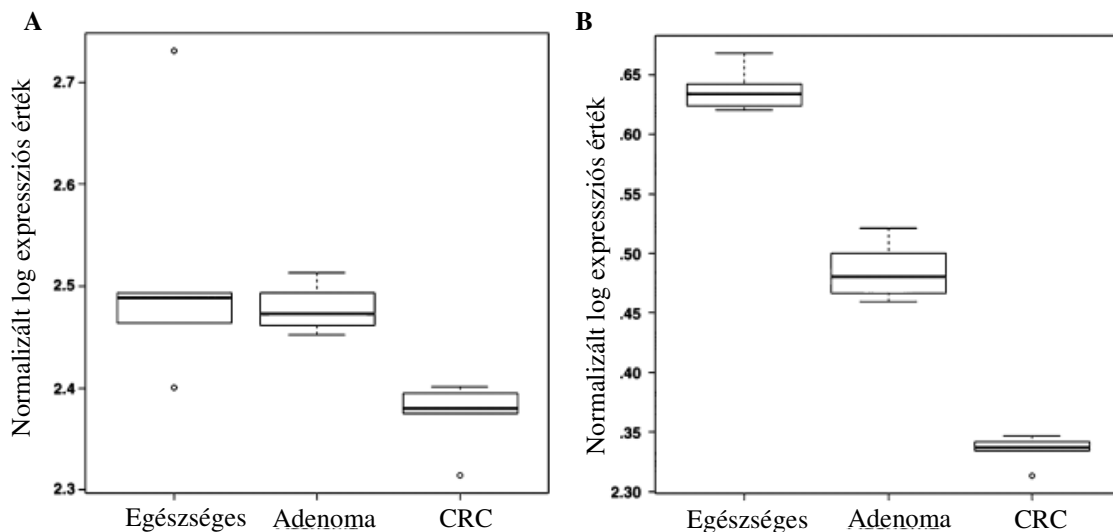 A
Normalizált log expressziós érték
2.7
2.6
2.5
2.4
2.3
Egészséges Adenoma CRC
B
Normalizált log expressziós érték
.65
.60
.50
.45
.40
.35
2.30
Egészséges Adenoma CRC